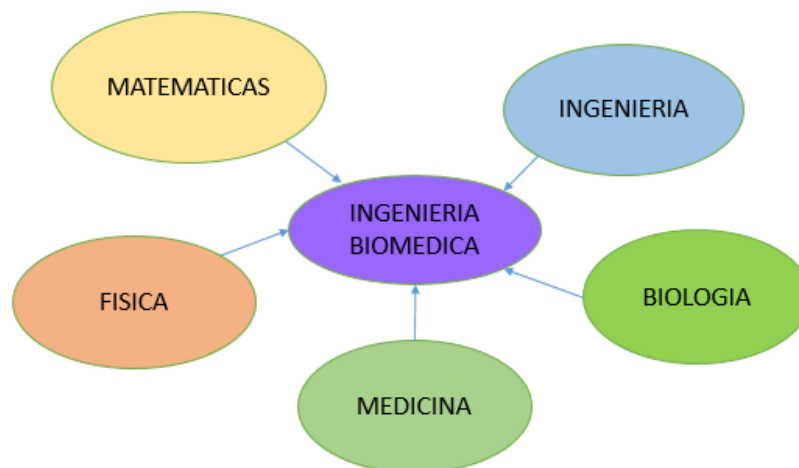 MATEMATICAS
INGENIERIA
INGENIERIA
BIOMEDICA
FISICA
BIOLOGIA
MEDICINA